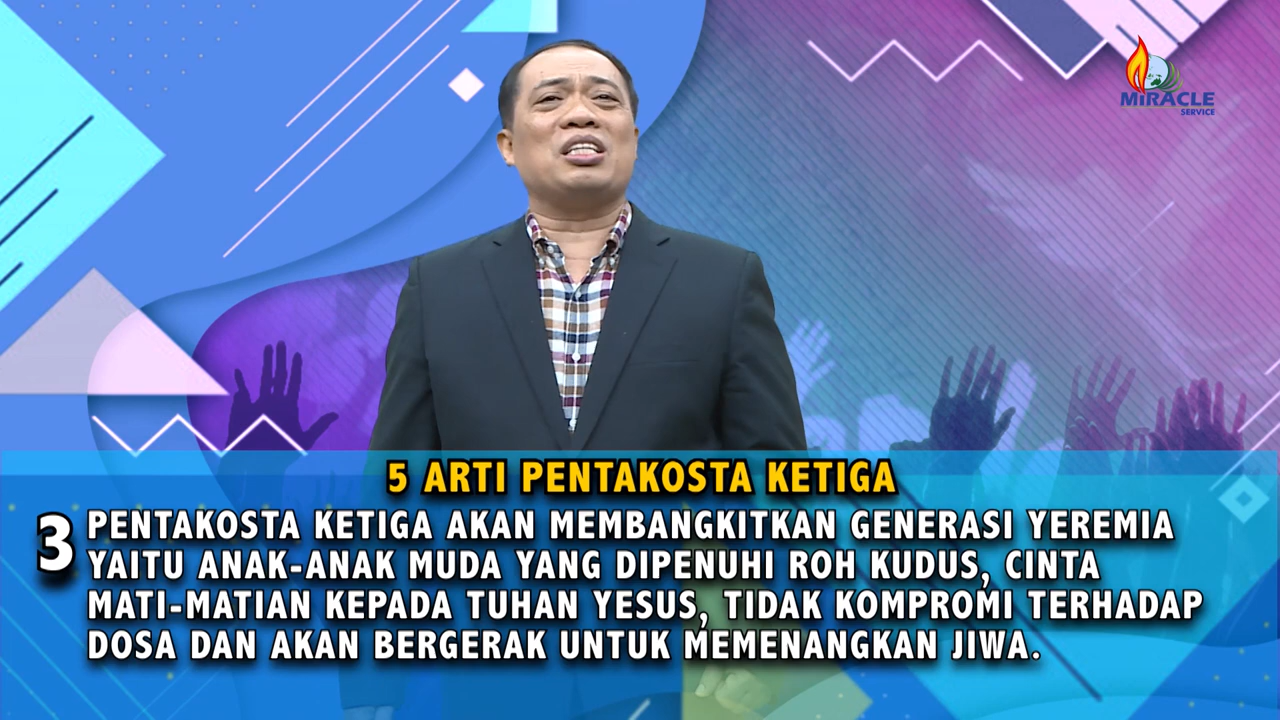 MiRACLE
SERVICE
5 ARTI PENTAKOSTA KETIGA
3 PENTAKOSTA KETIGA AKAN MEMBANGKITKAN GENERASI YEREMIA
YAITU ANAK-ANAK MUDA YANG DIPENUHI ROH KUDUS, CINTA
MATI-MATIAN KEPADA TUHAN YESUS, TIDAK KOMPROMI TERHADAP
DOSA DAN AKAN BERGERAK UNTUK MEMENANGKAN JIWA.